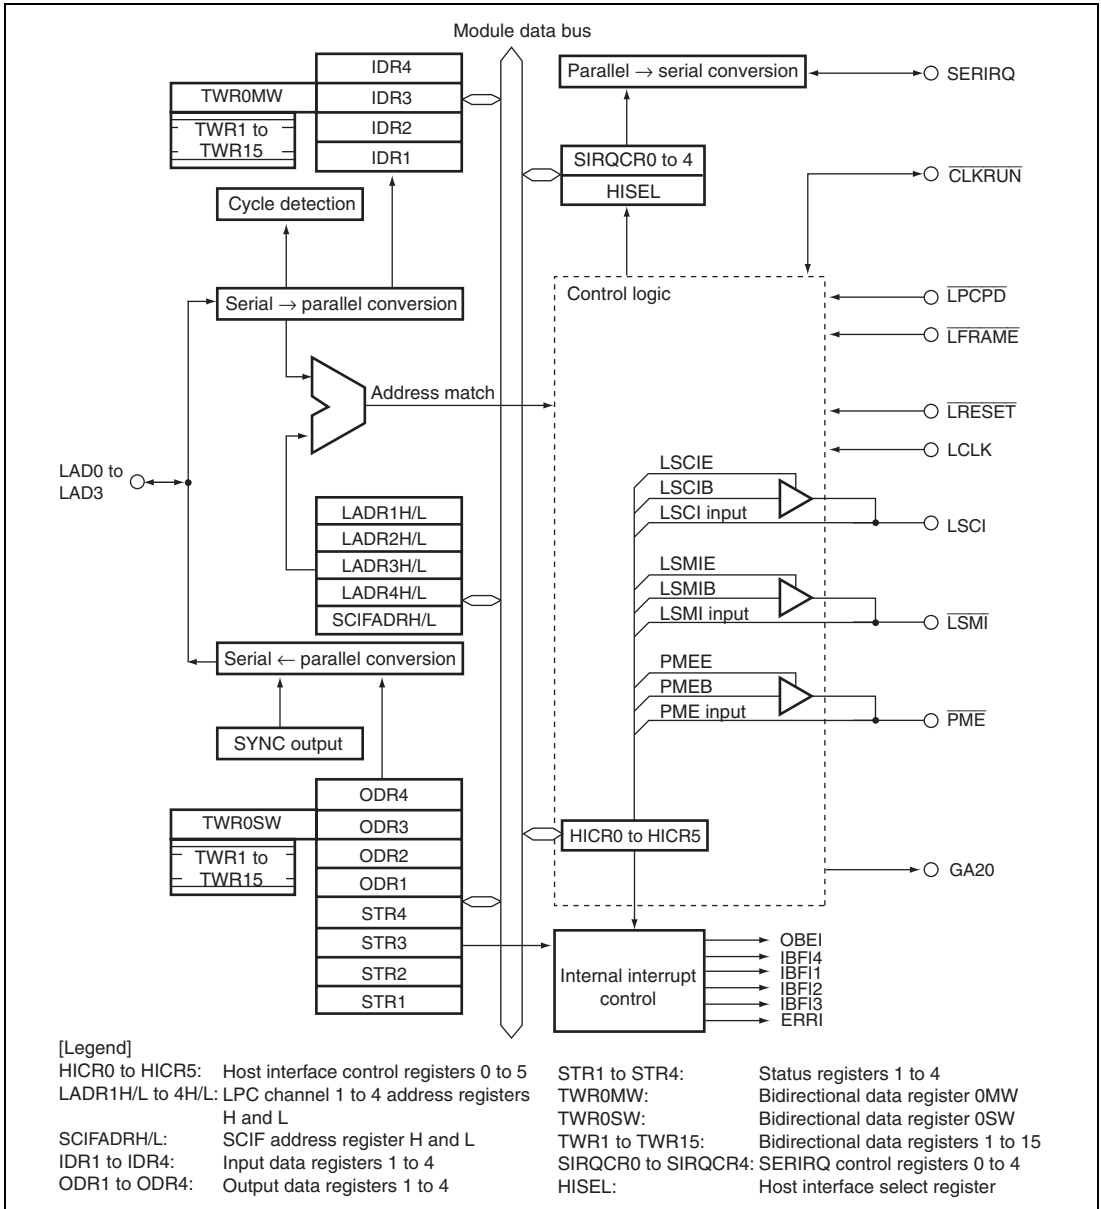 Module data bus
IDR4
TWR0MW
IDR3
TWR1 to
TWR15
IDR2
IDR1
Cycle detection
Serial → parallel conversion
Address match
LAD0 to
LAD3
LADR1H/L
LADR2H/L
LADR3H/L
LADR4H/L
SCIFADRH/L
Serial ← parallel conversion
SYNC output
ODR4
TWR0SW
ODR3
TWR1 to
TWR15
ODR2
ODR1
STR4
STR3
STR2
STR1
Parallel → serial conversion
SERIRQ
SIRQCR0 to 4
HISEL
CLKRUN
Control logic
LPCPD
LFRAME
LRESET
LCLK
LSCIE
LSCIB
LSCI input
LSCI
LSMIE
LSMIB
LSMI input
LSMI
PMEE
PMEB
PME input
PME
HICR0 to HICR5
GA20
Internal interrupt
control
OBEI
IBFI4
IBFI1
IBFI2
IBFI3
ERRI
[Legend]
HICR0 to HICR5: Host interface control registers 0 to 5
LADR1H/L to 4H/L: LPC channel 1 to 4 address registers
H and L
SCIFADRH/L: SCIF address register H and L
IDR1 to IDR4: Input data registers 1 to 4
ODR1 to ODR4: Output data registers 1 to 4
STR1 to STR4: Status registers 1 to 4
TWR0MW: Bidirectional data register 0MW
TWR0SW: Bidirectional data register 0SW
TWR1 to TWR15: Bidirectional data registers 1 to 15
SIRQCR0 to SIRQCR4: SERIRQ control registers 0 to 4
HISEL: Host interface select register